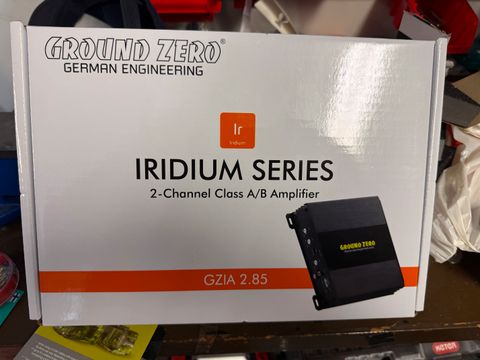 GROUND ZERO®
GERMAN ENGINEERING
Ir
Iridium
IRIDIUM SERIES
2-Channel Class A/B Amplifier
GROUND ZERO
GZIA 2.85